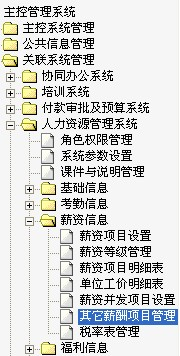 主控管理系统
主控系统管理
公共信息管理
关联系统管理
协同办公系统
培训系统
付款审批及预算系统
人力资源管理系统
角色权限管理
系统参数设置
课件与说明管理
基础信息
考勤信息
薪资信息
薪资项目设置
薪资等级管理
薪资项目明细表
单位工价明细表
薪资并发项目设置
其它薪酬项目管理
税率表管理
福利信息